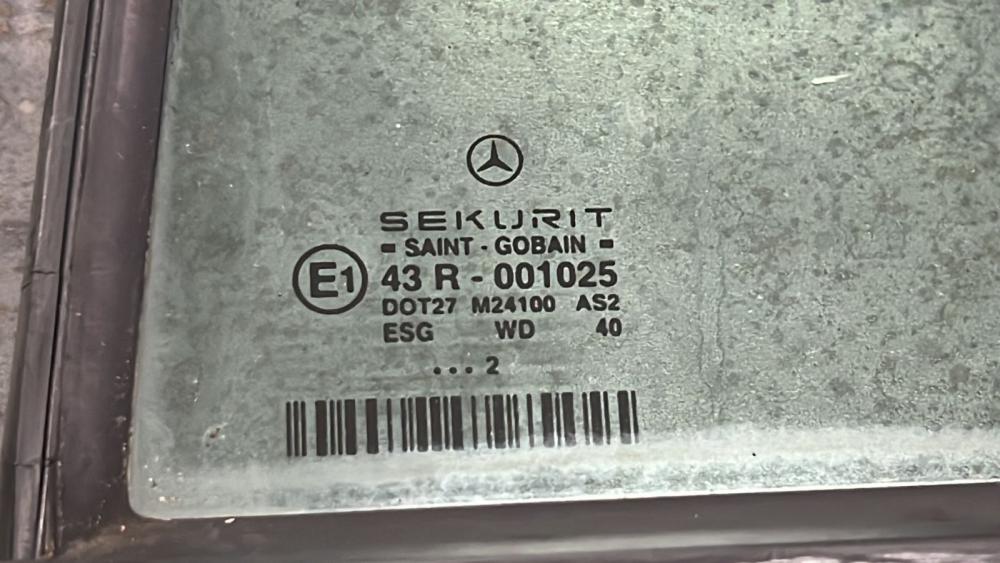 SEKURIT
SAINT - GOBAIN
E1 43 R - 001025
DOT27 M24100 AS2
ESG WD 40
... 2